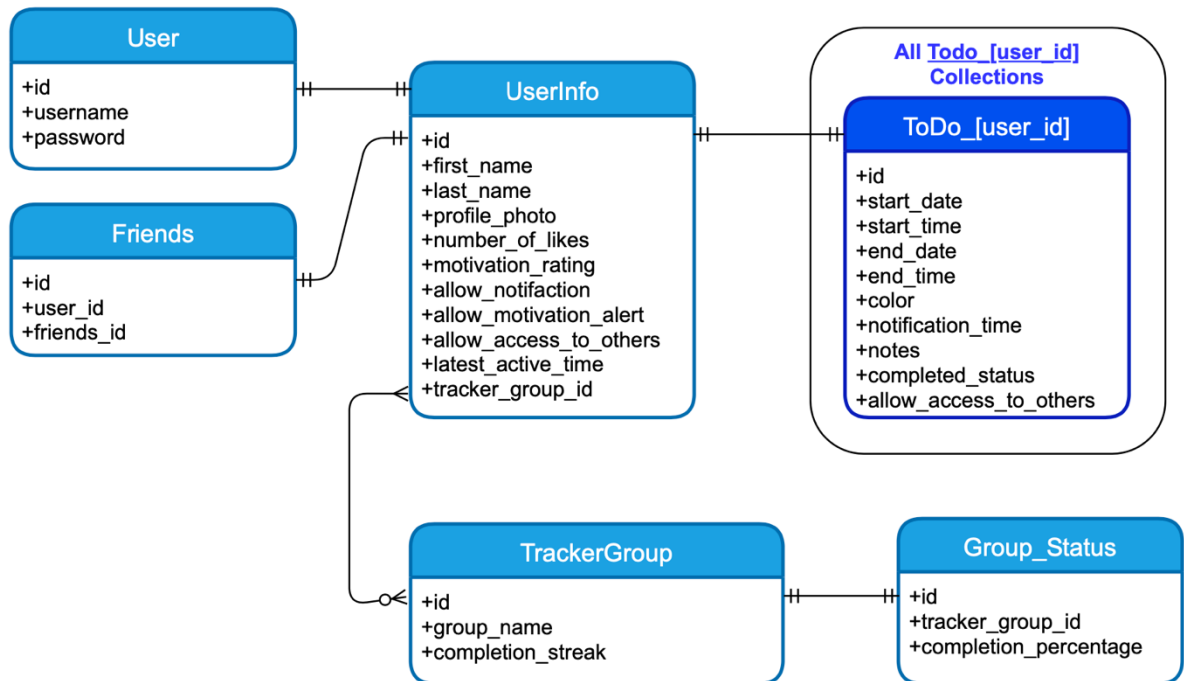 User
+id
+username
+password
Friends
+id
+user_id
+friends_id
UserInfo
+id
+first_name
+last_name
+profile_photo
+number_of_likes
+motivation_rating
+allow_notifaction
+allow_motivation_alert
+allow_access_to_others
+latest_active_time
+tracker_group_id
All Todo_[user_id]
Collections
ToDo_[user_id]
+id
+start_date
+start_time
+end_date
+end_time
+color
+notification_time
+notes
+completed_status
+allow_access_to_others
TrackerGroup
+id
+group_name
+completion_streak
Group_Status
+id
+tracker_group_id
+completion_percentage